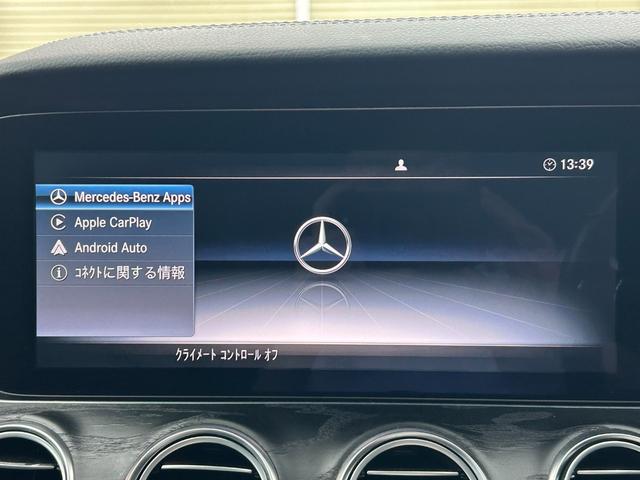 13:39
Mercedes-Benz Apps
Apple CarPlay
Android Auto
ｺﾈｸﾄに関する情報
ｸﾗｲﾒｰﾄ ｺﾝﾄﾛｰﾙ ｵﾌ